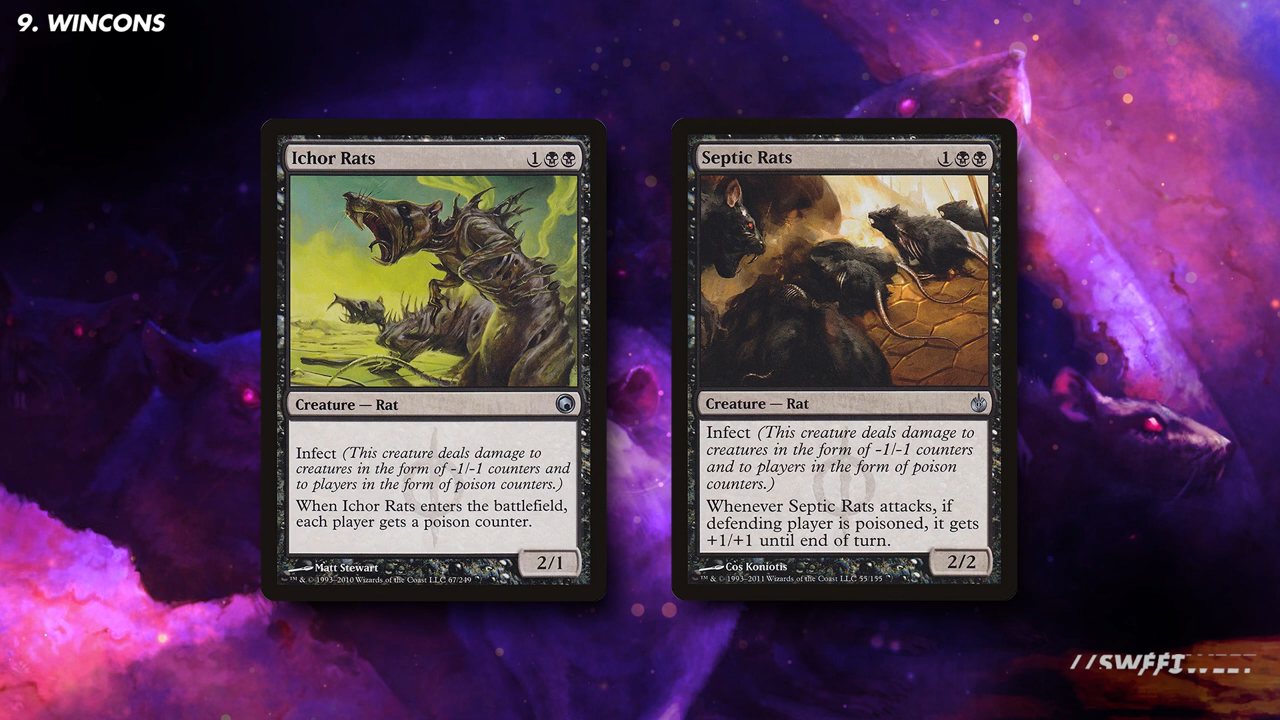 9. WINCONS
Ichor Rats 1
Creature — Rat
Infect (This creature deals damage to
creatures in the form of -1/-1 counters and
to players in the form of poison counters.)
When Ichor Rats enters the battlefield,
each player gets a poison counter.
Matt Stewart
2/1
™ & © 1993–2010 Wizards of the Coast LLC 67/249
Septic Rats 1
Creature — Rat
Infect (This creature deals damage to
creatures in the form of -1/-1 counters
and to players in the form of poison
counters.)
Whenever Septic Rats attacks, if
defending player is poisoned, it gets
+1/+1 until end of turn.
Cos Koniotis
2/2
™ & © 1993–2011 Wizards of the Coast LLC 55/155